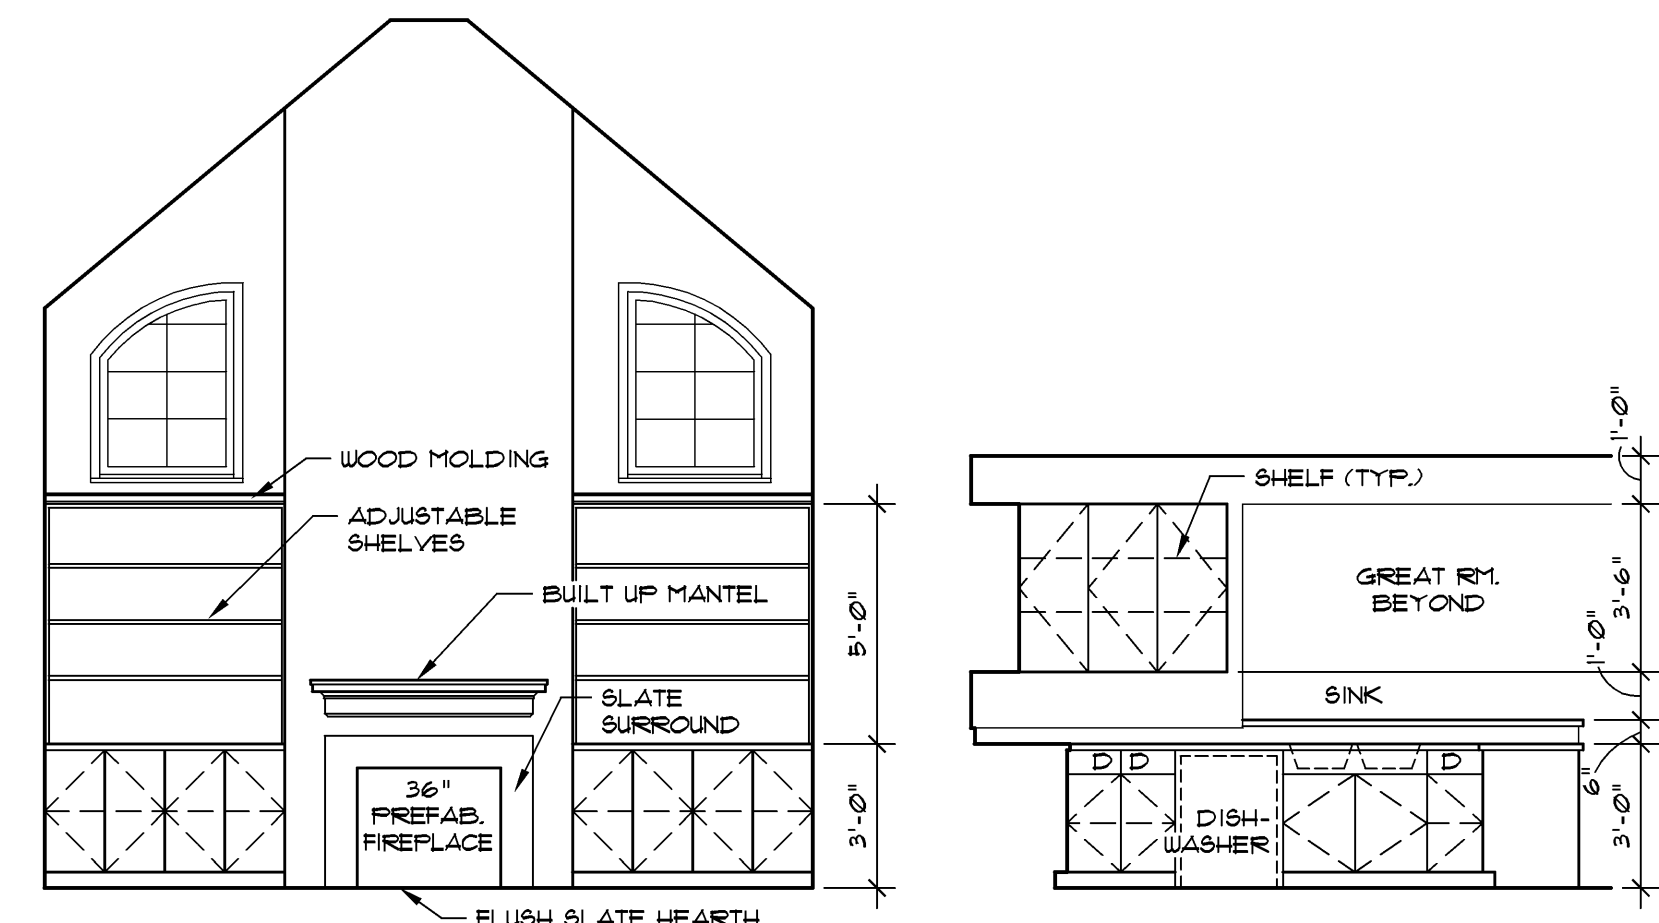 WOOD MOLDING
ADJUSTABLE
SHELVES
BUILT UP MANTEL
SLATE
SURROUND
36"
PREFAB.
FIREPLACE
FLUSH SLATE HEARTH
5'-0"
3'-0"
SHELF (TYP.)
GREAT RM.
BEYOND
SINK
D D
D
DISH-
WASHER
1'-0"
3'-6"
1'-0"
6"
3'-0"